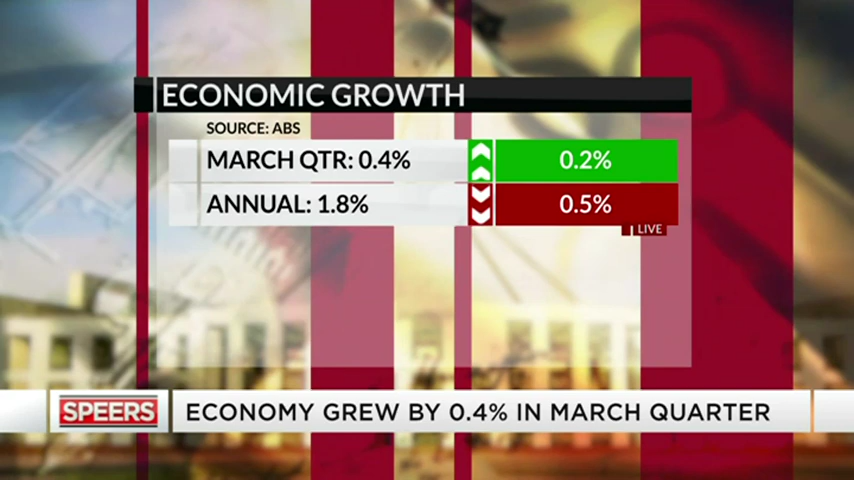 ECONOMIC GROWTH
SOURCE: ABS
MARCH QTR: 0.4% 0.2%
ANNUAL: 1.8% 0.5%
LIVE
SPEERS ECONOMY GREW BY 0.4% IN MARCH QUARTER